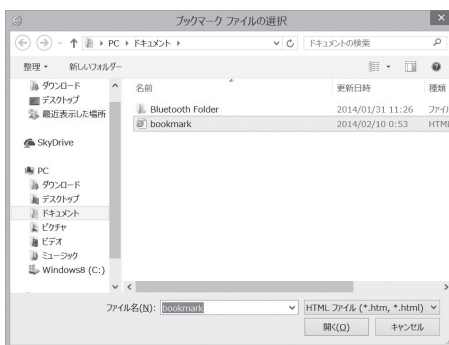 ブックマーク ファイルの選択
PC ▸ ドキュメント ▸
ドキュメントの検索
整理
新しいフォルダー
ダウンロード
デスクトップ
最近表示した場所
SkyDrive
PC
ダウンロード
デスクトップ
ドキュメント
ピクチャ
ビデオ
ミュージック
Windows8 (C:)
名前 更新日時 種類
Bluetooth Folder 2014/01/31 11:26 ファイ
bookmark 2014/02/10 0:53 HTML
ファイル名(N): bookmark
HTML ファイル (*.htm, *.html)
開く(O) キャンセル